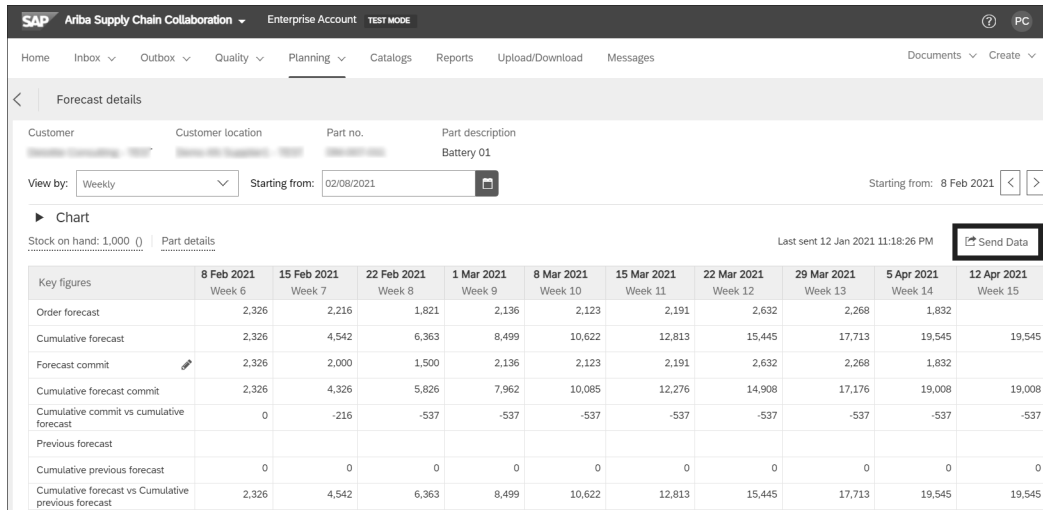 SAP Ariba Supply Chain Collaboration Enterprise Account TEST MODE ? PC
Home Inbox Outbox Quality Planning Catalogs Reports Upload/Download Messages Documents Create
Forecast details
Customer Customer location Part no. Part description
Battery 01
View by: Weekly Starting from: 02/08/2021 Starting from: 8 Feb 2021
Chart
Stock on hand: 1,000 () Part details Last sent 12 Jan 2021 11:18:26 PM Send Data
Key figures 8 Feb 2021 15 Feb 2021 22 Feb 2021 1 Mar 2021 8 Mar 2021 15 Mar 2021 22 Mar 2021 29 Mar 2021 5 Apr 2021 12 Apr 2021
Week 6 Week 7 Week 8 Week 9 Week 10 Week 11 Week 12 Week 13 Week 14 Week 15
Order forecast 2,326 2,216 1,821 2,136 2,123 2,191 2,632 2,268 1,832
Cumulative forecast 2,326 4,542 6,363 8,499 10,622 12,813 15,445 17,713 19,545 19,545
Forecast commit 2,326 2,000 1,500 2,136 2,123 2,191 2,632 2,268 1,832
Cumulative forecast commit 2,326 4,326 5,826 7,962 10,085 12,276 14,908 17,176 19,008 19,008
Cumulative commit vs cumulative
forecast 0 -216 -537 -537 -537 -537 -537 -537 -537 -537
Previous forecast
Cumulative previous forecast 0 0 0 0 0 0 0 0 0 0
Cumulative forecast vs Cumulative
previous forecast 2,326 4,542 6,363 8,499 10,622 12,813 15,445 17,713 19,545 19,545